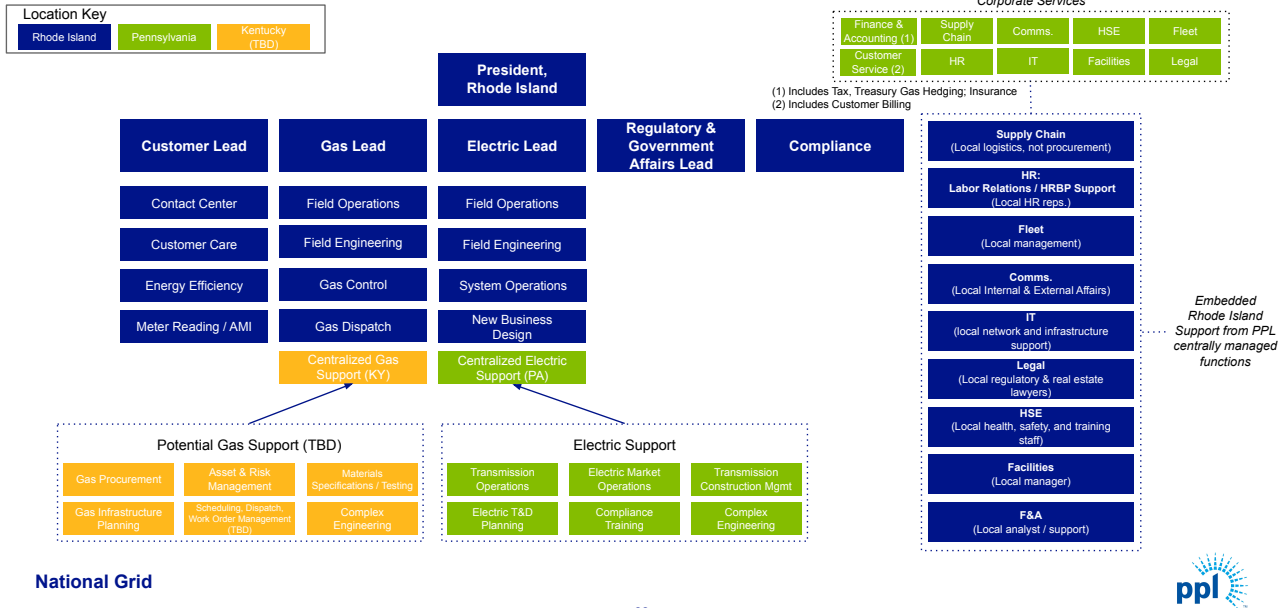 Location Key
Rhode Island
Pennsylvania
Kentucky
(TBD)
Corporate Services
Finance &
Accounting (1)
Supply
Chain
Comms.
HSE
Fleet
Customer
Service (2)
HR
IT
Facilities
Legal
(1) Includes Tax, Treasury Gas Hedging; Insurance
(2) Includes Customer Billing
President,
Rhode Island
Customer Lead
Gas Lead
Electric Lead
Regulatory &
Government
Affairs Lead
Compliance
Contact Center
Customer Care
Energy Efficiency
Meter Reading / AMI
Field Operations
Field Engineering
Gas Control
Gas Dispatch
Centralized Gas
Support (KY)
Field Operations
Field Engineering
System Operations
New Business
Design
Centralized Electric
Support (PA)
Potential Gas Support (TBD)
Gas Procurement
Asset & Risk
Management
Materials
Specifications / Testing
Gas Infrastructure
Planning
Scheduling, Dispatch,
Work Order Management
(TBD)
Complex
Engineering
Electric Support
Transmission
Operations
Electric Market
Operations
Transmission
Construction Mgmt
Electric T&D
Planning
Compliance
Training
Complex
Engineering
Supply Chain
(Local logistics, not procurement)
HR:
Labor Relations / HRBP Support
(Local HR reps.)
Fleet
(Local management)
Comms.
(Local Internal & External Affairs)
IT
(local network and infrastructure
support)
Legal
(Local regulatory & real estate
lawyers)
HSE
(Local health, safety, and training
staff)
Facilities
(Local manager)
F&A
(Local analyst / support)
Embedded
Rhode Island
Support from PPL
centrally managed
functions
National Grid
ppl